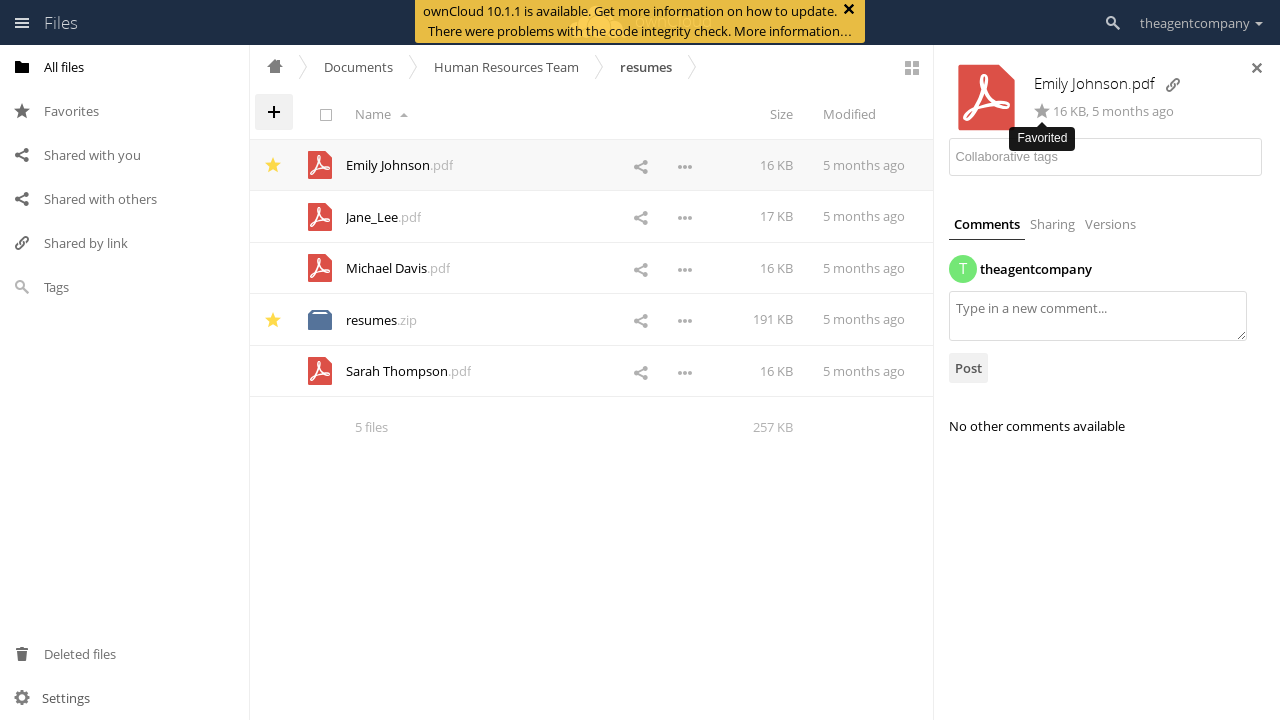 Files
ownCloud 10.1.1 is available. Get more information on how to update.
There were problems with the code integrity check. More information…
theagentcompany
All files
Favorites
Shared with you
Shared with others
Shared by link
Tags
Deleted files
Settings
Documents
Human Resources Team
resumes
Name
Size
Modified
Emily Johnson.pdf
16 KB
5 months ago
Jane_Lee.pdf
17 KB
5 months ago
Michael Davis.pdf
16 KB
5 months ago
resumes.zip
191 KB
5 months ago
Sarah Thompson.pdf
16 KB
5 months ago
5 files
257 KB
Emily Johnson.pdf
16 KB, 5 months ago
Favorited
Collaborative tags
Comments
Sharing
Versions
T
theagentcompany
Type in a new comment...
Post
No other comments available